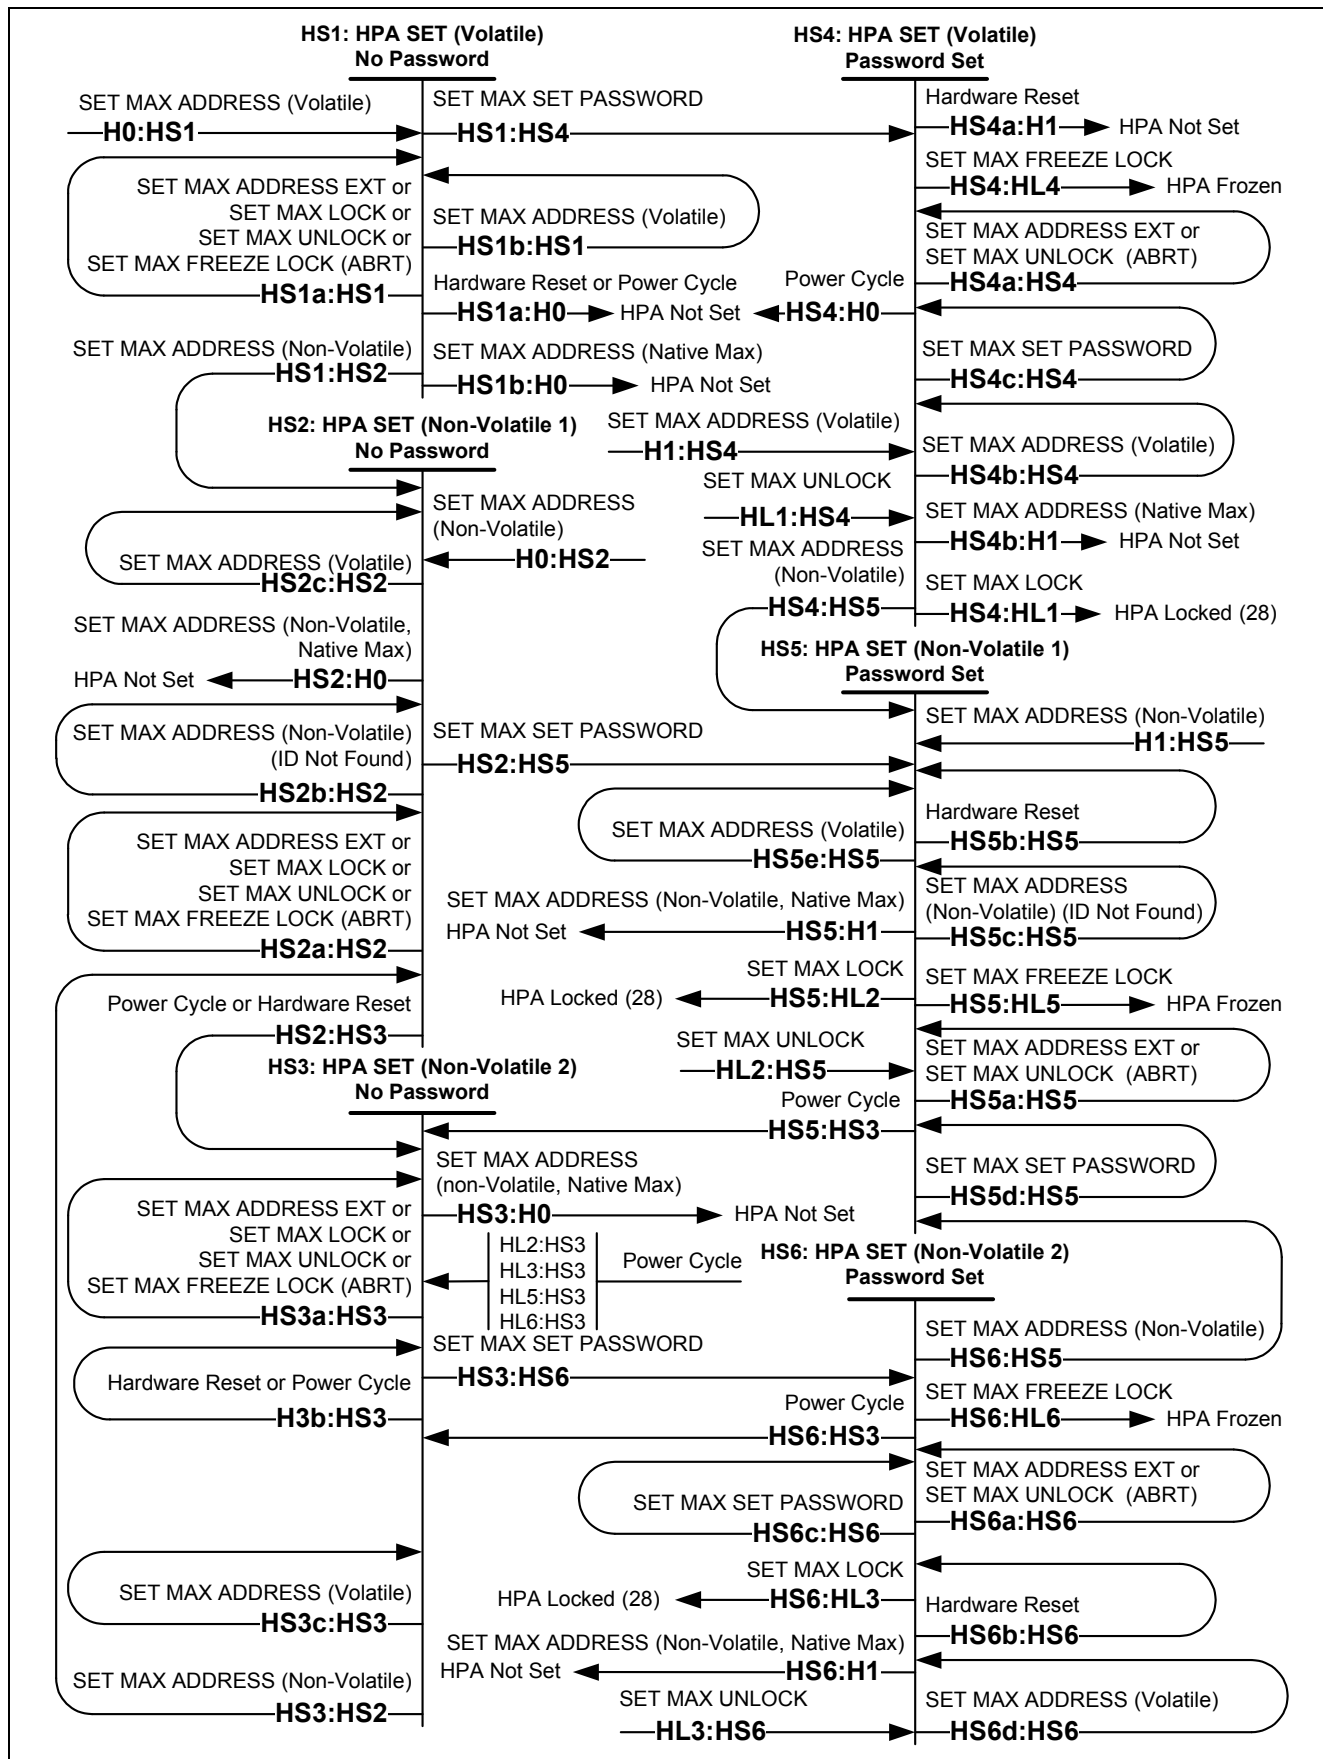 HS1: HPA SET (Volatile)
No Password
SET MAX ADDRESS (Volatile)
H0:HS1
SET MAX SET PASSWORD
HS1:HS4
SET MAX ADDRESS EXT or
SET MAX LOCK or
SET MAX UNLOCK or
SET MAX FREEZE LOCK (ABRT)
HS1a:HS1
SET MAX ADDRESS (Volatile)
HS1b:HS1
Hardware Reset or Power Cycle
HS1a:H0
HPA Not Set
SET MAX ADDRESS (Non-Volatile)
HS1:HS2
SET MAX ADDRESS (Native Max)
HS1b:H0
HPA Not Set
HS2: HPA SET (Non-Volatile 1)
No Password
SET MAX ADDRESS
(Non-Volatile)
H0:HS2
SET MAX ADDRESS (Volatile)
HS2c:HS2
SET MAX ADDRESS (Non-Volatile,
Native Max)
HPA Not Set
HS2:H0
SET MAX ADDRESS (Non-Volatile)
(ID Not Found)
HS2b:HS2
SET MAX SET PASSWORD
HS2:HS5
SET MAX ADDRESS EXT or
SET MAX LOCK or
SET MAX UNLOCK or
SET MAX FREEZE LOCK (ABRT)
HS2a:HS2
Power Cycle or Hardware Reset
HS2:HS3
HS3: HPA SET (Non-Volatile 2)
No Password
SET MAX ADDRESS
(non-Volatile, Native Max)
HS3:H0
HPA Not Set
SET MAX ADDRESS EXT or
SET MAX LOCK or
SET MAX UNLOCK or
SET MAX FREEZE LOCK (ABRT)
HS3a:HS3
HL2:HS3
HL3:HS3
HL5:HS3
HL6:HS3
Power Cycle
SET MAX SET PASSWORD
HS3:HS6
Hardware Reset or Power Cycle
H3b:HS3
SET MAX ADDRESS (Volatile)
HS3c:HS3
SET MAX ADDRESS (Non-Volatile)
HS3:HS2
HS4: HPA SET (Volatile)
Password Set
Hardware Reset
HS4a:H1
HPA Not Set
SET MAX FREEZE LOCK
HS4:HL4
HPA Frozen
SET MAX ADDRESS EXT or
SET MAX UNLOCK (ABRT)
HS4a:HS4
Power Cycle
HS4:H0
SET MAX SET PASSWORD
HS4c:HS4
SET MAX ADDRESS (Volatile)
H1:HS4
SET MAX ADDRESS (Volatile)
HS4b:HS4
SET MAX UNLOCK
HL1:HS4
SET MAX ADDRESS (Native Max)
HS4b:H1
HPA Not Set
SET MAX ADDRESS
(Non-Volatile)
HS4:HS5
SET MAX LOCK
HS4:HL1
HPA Locked (28)
HS5: HPA SET (Non-Volatile 1)
Password Set
SET MAX ADDRESS (Non-Volatile)
H1:HS5
Hardware Reset
HS5b:HS5
SET MAX ADDRESS (Volatile)
HS5e:HS5
SET MAX ADDRESS
(Non-Volatile) (ID Not Found)
HS5c:HS5
SET MAX ADDRESS (Non-Volatile, Native Max)
HPA Not Set
HS5:H1
SET MAX LOCK
HPA Locked (28)
HS5:HL2
SET MAX FREEZE LOCK
HS5:HL5
HPA Frozen
SET MAX UNLOCK
HL2:HS5
SET MAX ADDRESS EXT or
SET MAX UNLOCK (ABRT)
HS5a:HS5
Power Cycle
HS5:HS3
SET MAX SET PASSWORD
HS5d:HS5
HS6: HPA SET (Non-Volatile 2)
Password Set
SET MAX ADDRESS (Non-Volatile)
HS6:HS5
SET MAX FREEZE LOCK
HS6:HL6
HPA Frozen
Power Cycle
HS6:HS3
SET MAX ADDRESS EXT or
SET MAX UNLOCK (ABRT)
HS6a:HS6
SET MAX SET PASSWORD
HS6c:HS6
SET MAX LOCK
HPA Locked (28)
HS6:HL3
Hardware Reset
HS6b:HS6
SET MAX ADDRESS (Non-Volatile, Native Max)
HPA Not Set
HS6:H1
SET MAX UNLOCK
HL3:HS6
SET MAX ADDRESS (Volatile)
HS6d:HS6